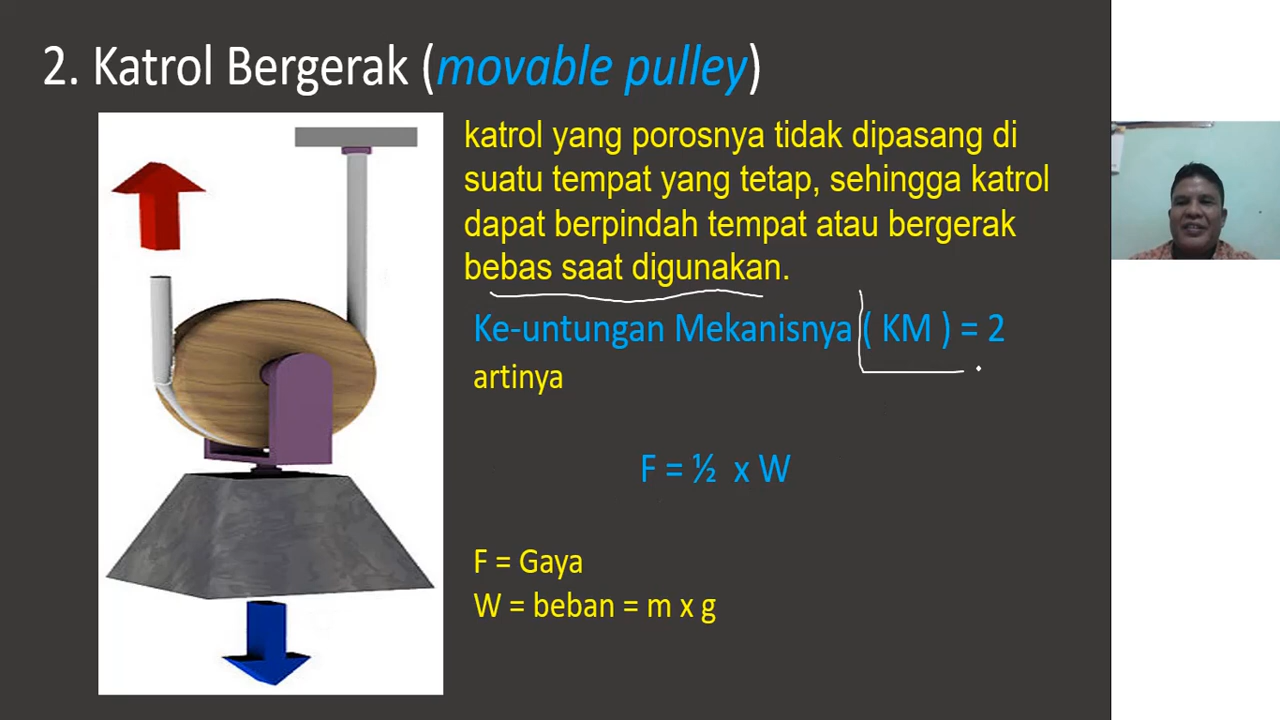 2. Katrol Bergerak (movable pulley)
katrol yang porosnya tidak dipasang di
suatu tempat yang tetap, sehingga katrol
dapat berpindah tempat atau bergerak
bebas saat digunakan.
Ke-untungan Mekanisnya ( KM ) = 2
artinya
F = ½ x W
F = Gaya
W = beban = m x g